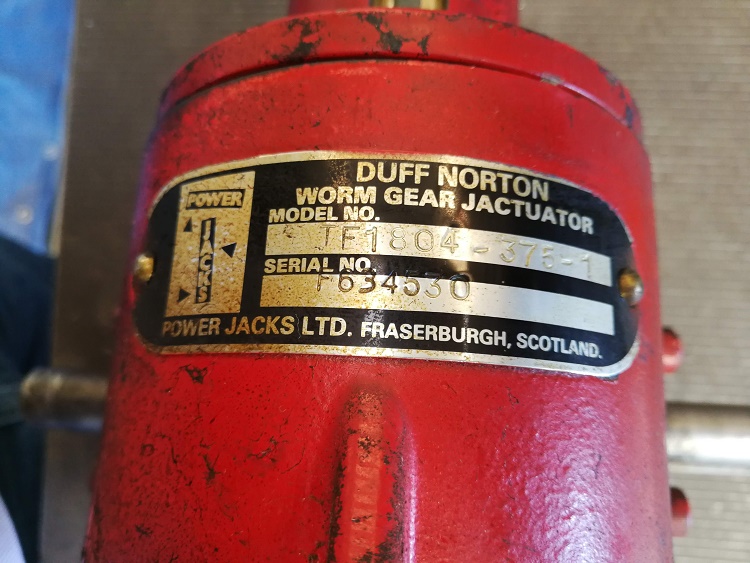 POWER
JACKS
DUFF NORTON
WORM GEAR JACTUATOR
MODEL NO.
JF1804-375-1
SERIAL NO.
F634530
POWER JACKS LTD. FRASERBURGH, SCOTLAND.